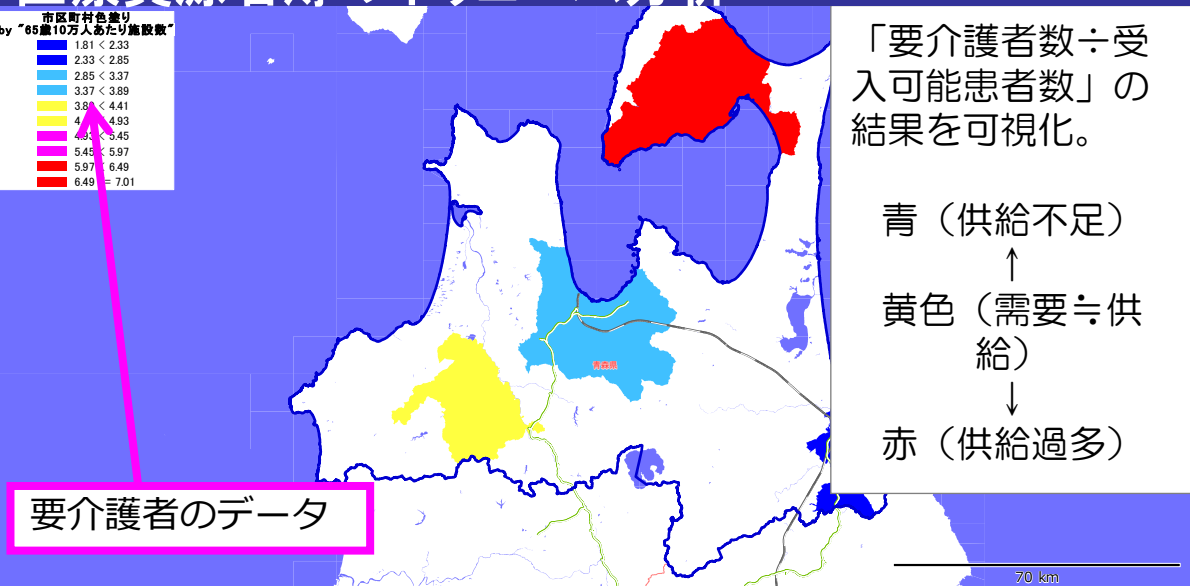 市区町村色塗り
by "65歳10万人あたり施設数"
1.81 < 2.33
2.33 < 2.85
2.85 < 3.37
3.37 < 3.89
< 4.41
4.93
5.45
5.45 < 5.97
5.97 < 6.49
6.49 = 7.01
「要介護者数÷受
入可能患者数」の
結果を可視化。
青（供給不足）
↑
黄色（需要≒供
給）
↓
赤（供給過多）
青森県
要介護者のデータ
70 km